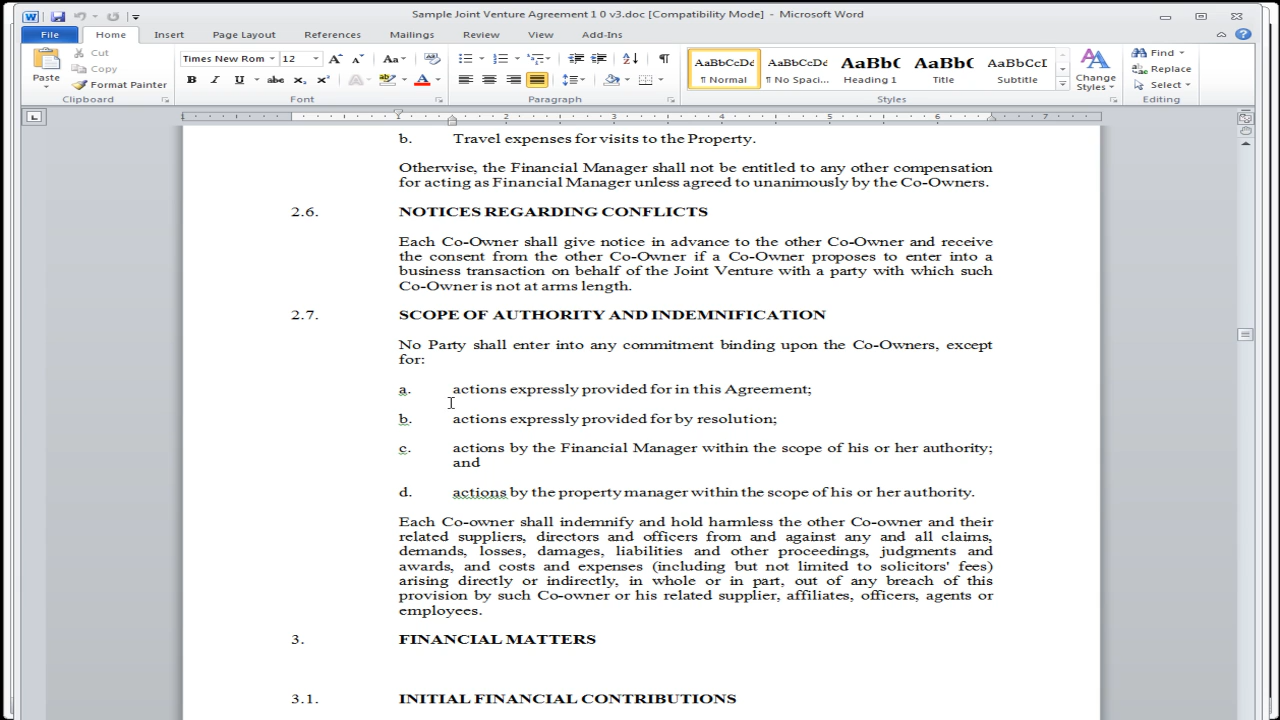 Sample Joint Venture Agreement 1 0 v3.doc [Compatibility Mode] - Microsoft Word
File Home Insert Page Layout References Mailings Review View Add-Ins
Paste
Cut
Copy
Format Painter
Clipboard
Times New Rom 12
Font
Paragraph
AaBbCcDc AaBbCcDc AaBbC AaBbC AaBbCcD
¶ Normal ¶ No Spaci... Heading 1 Title Subtitle
Change
Styles
Styles
Find
Replace
Select
Editing
1 1 2 3 4 5 6 7
b. Travel expenses for visits to the Property.
Otherwise, the Financial Manager shall not be entitled to any other compensation
for acting as Financial Manager unless agreed to unanimously by the Co-Owners.
2.6. NOTICES REGARDING CONFLICTS
Each Co-Owner shall give notice in advance to the other Co-Owner and receive
the consent from the other Co-Owner if a Co-Owner proposes to enter into a
business transaction on behalf of the Joint Venture with a party with which such
Co-Owner is not at arms length.
2.7. SCOPE OF AUTHORITY AND INDEMNIFICATION
No Party shall enter into any commitment binding upon the Co-Owners, except
for:
a. actions expressly provided for in this Agreement;
b. actions expressly provided for by resolution;
c. actions by the Financial Manager within the scope of his or her authority;
and
d. actions by the property manager within the scope of his or her authority.
Each Co-owner shall indemnify and hold harmless the other Co-owner and their
related suppliers, directors and officers from and against any and all claims,
demands, losses, damages, liabilities and other proceedings, judgments and
awards, and costs and expenses (including but not limited to solicitors' fees)
arising directly or indirectly, in whole or in part, out of any breach of this
provision by such Co-owner or his related supplier, affiliates, officers, agents or
employees.
3. FINANCIAL MATTERS
3.1. INITIAL FINANCIAL CONTRIBUTIONS